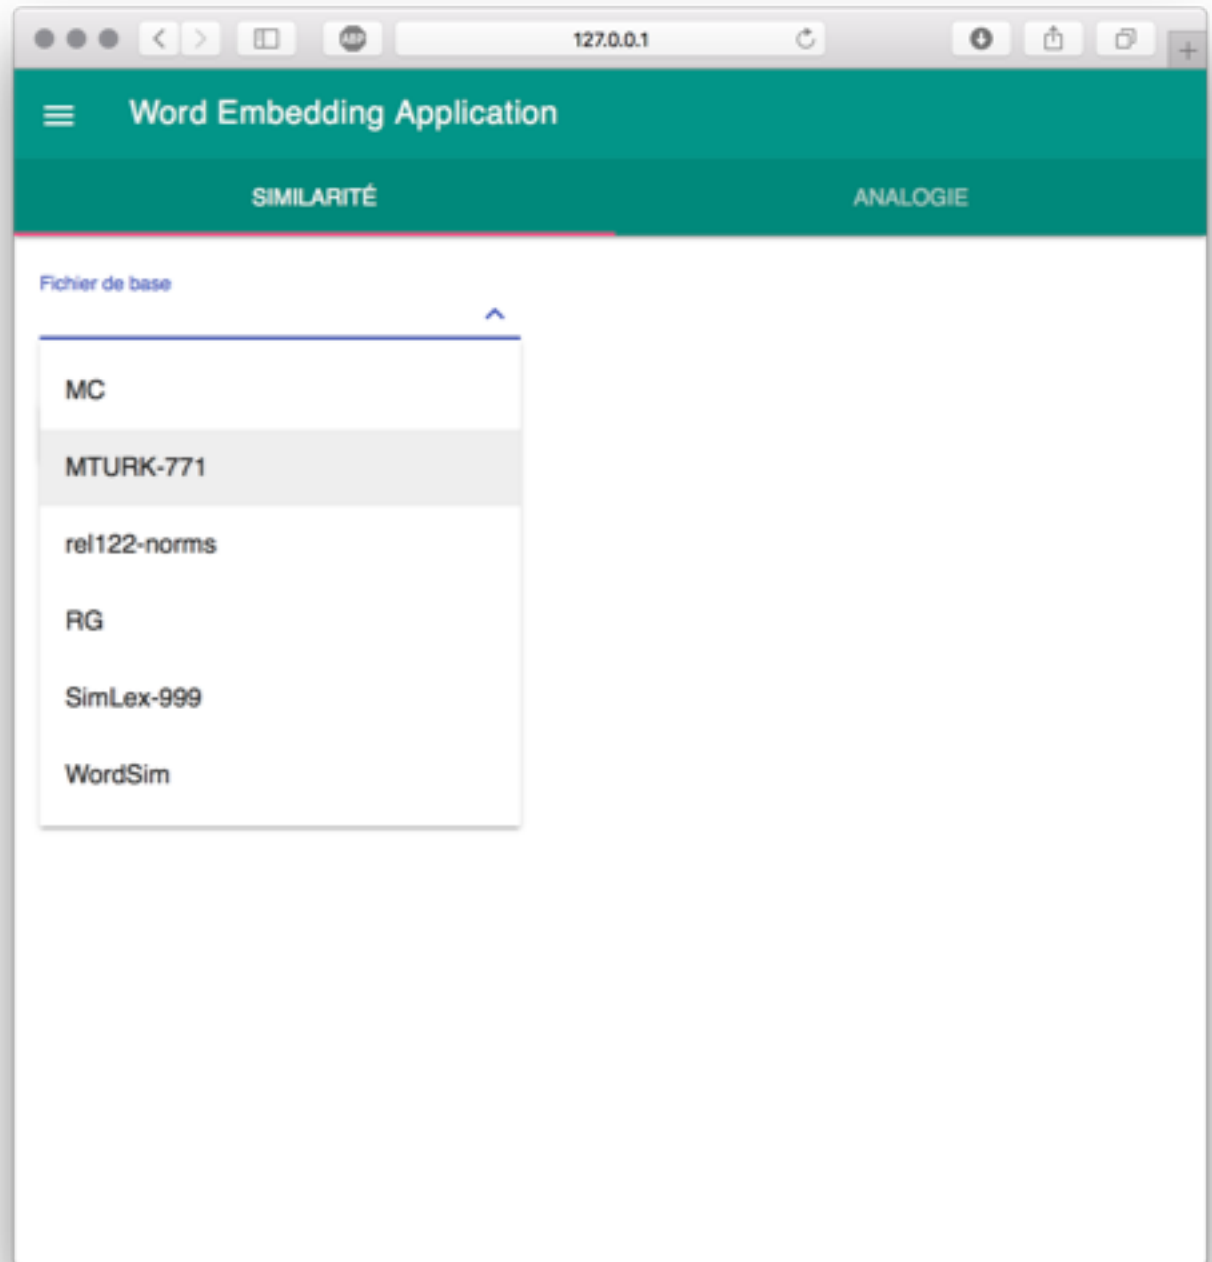 ABP
127.0.0.1
Word Embedding Application
SIMILARITÉ
ANALOGIE
Fichier de base
MC
MTURK-771
rel122-norms
RG
SimLex-999
WordSim